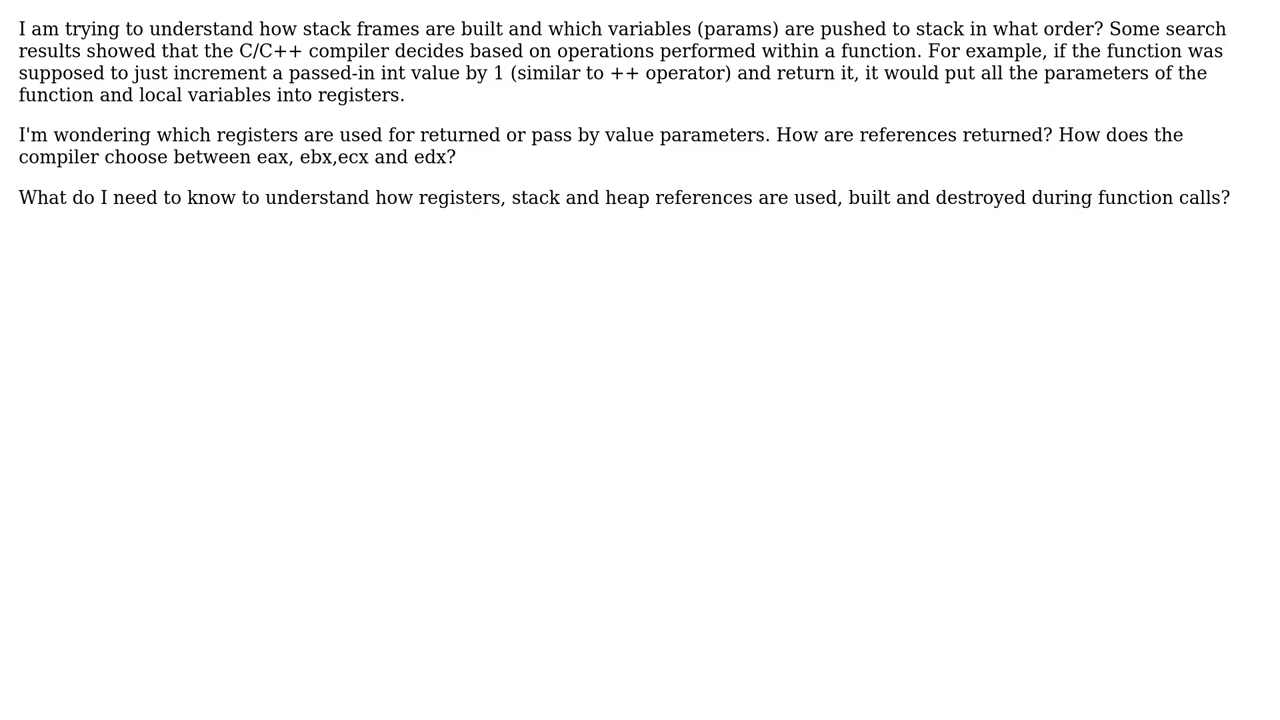 I am trying to understand how stack frames are built and which variables (params) are pushed to stack in what order? Some search
results showed that the C/C++ compiler decides based on operations performed within a function. For example, if the function was
supposed to just increment a passed-in int value by 1 (similar to ++ operator) and return it, it would put all the parameters of the
function and local variables into registers.
I'm wondering which registers are used for returned or pass by value parameters. How are references returned? How does the
compiler choose between eax, ebx,ecx and edx?
What do I need to know to understand how registers, stack and heap references are used, built and destroyed during function calls?